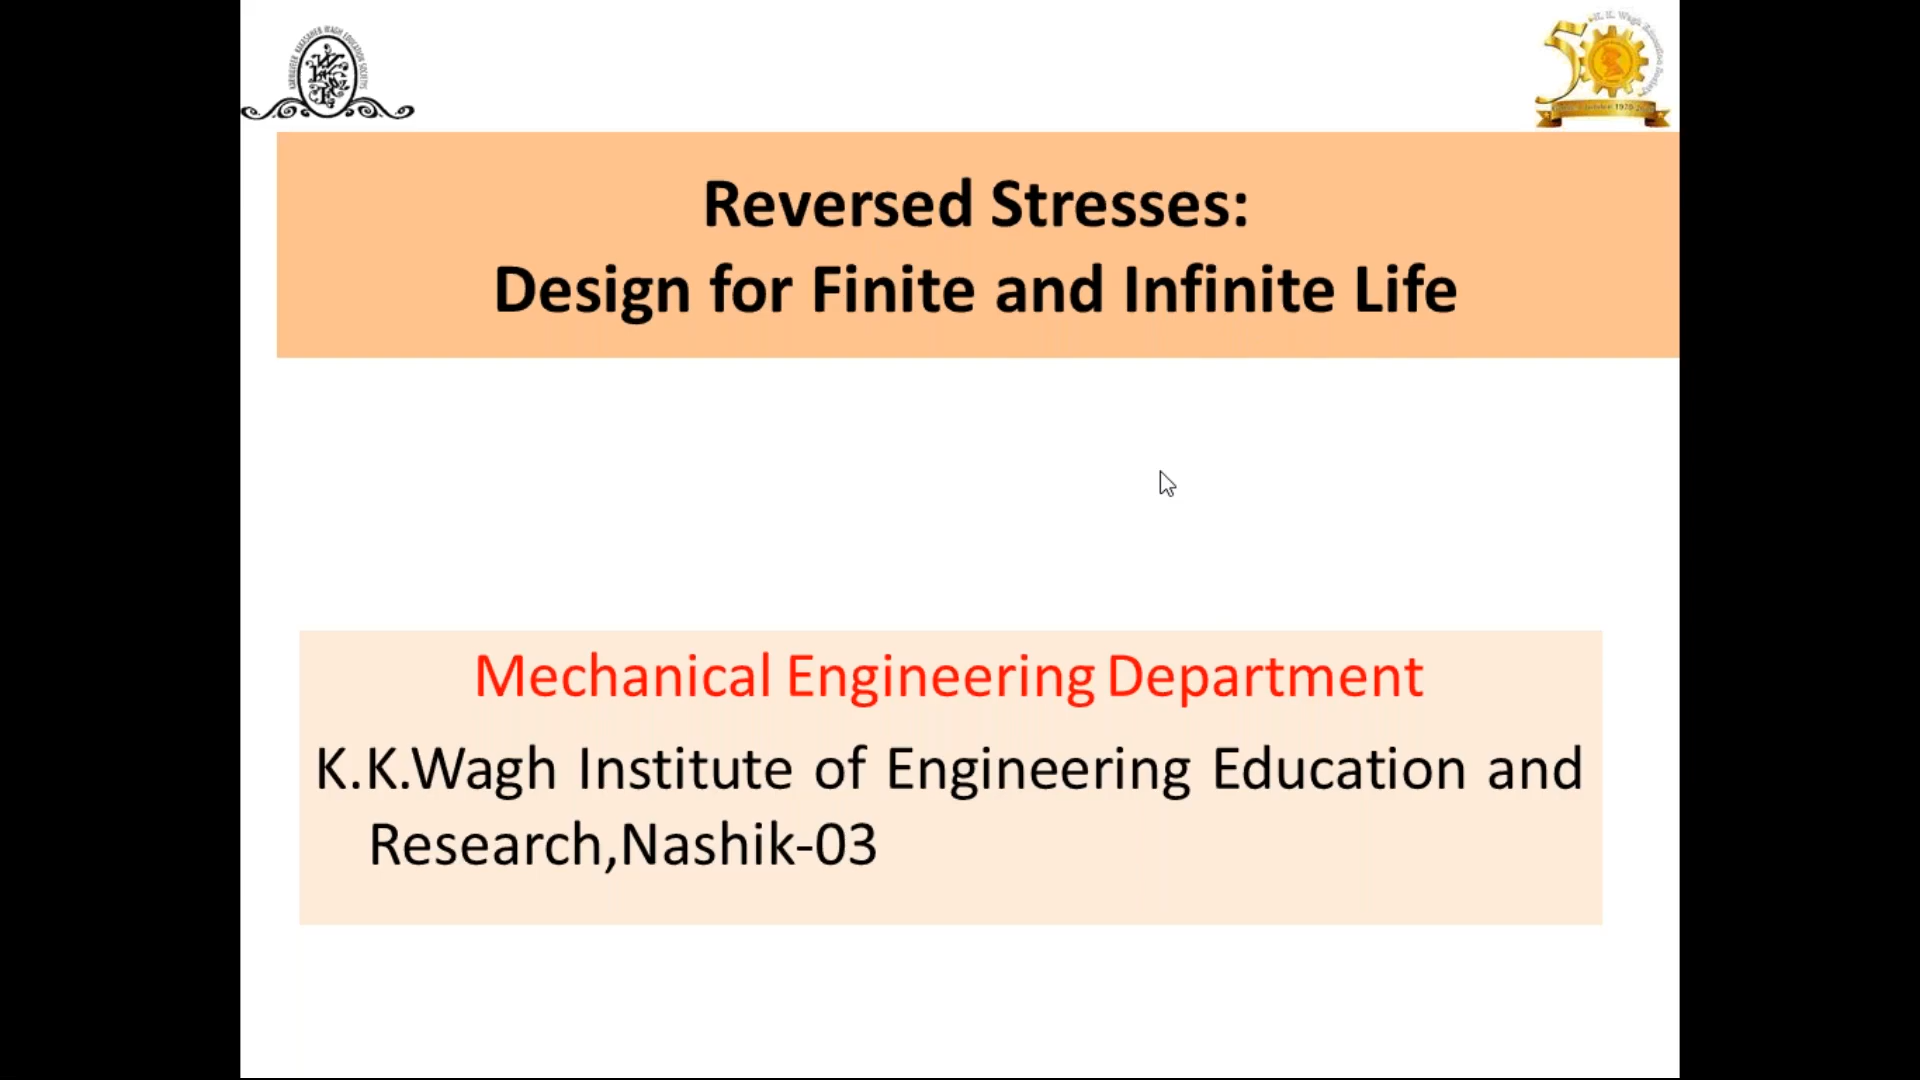 Reversed Stresses:
Design for Finite and Infinite Life
Mechanical Engineering Department
K.K.Wagh Institute of Engineering Education and
Research,Nashik-03